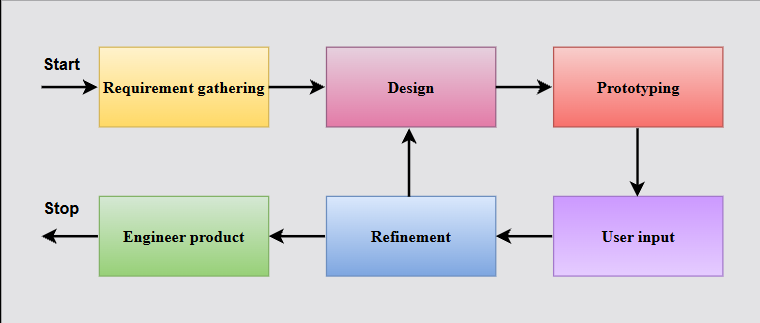 Start
Requirement gathering
Design
Prototyping
Stop
Engineer product
Refinement
User input